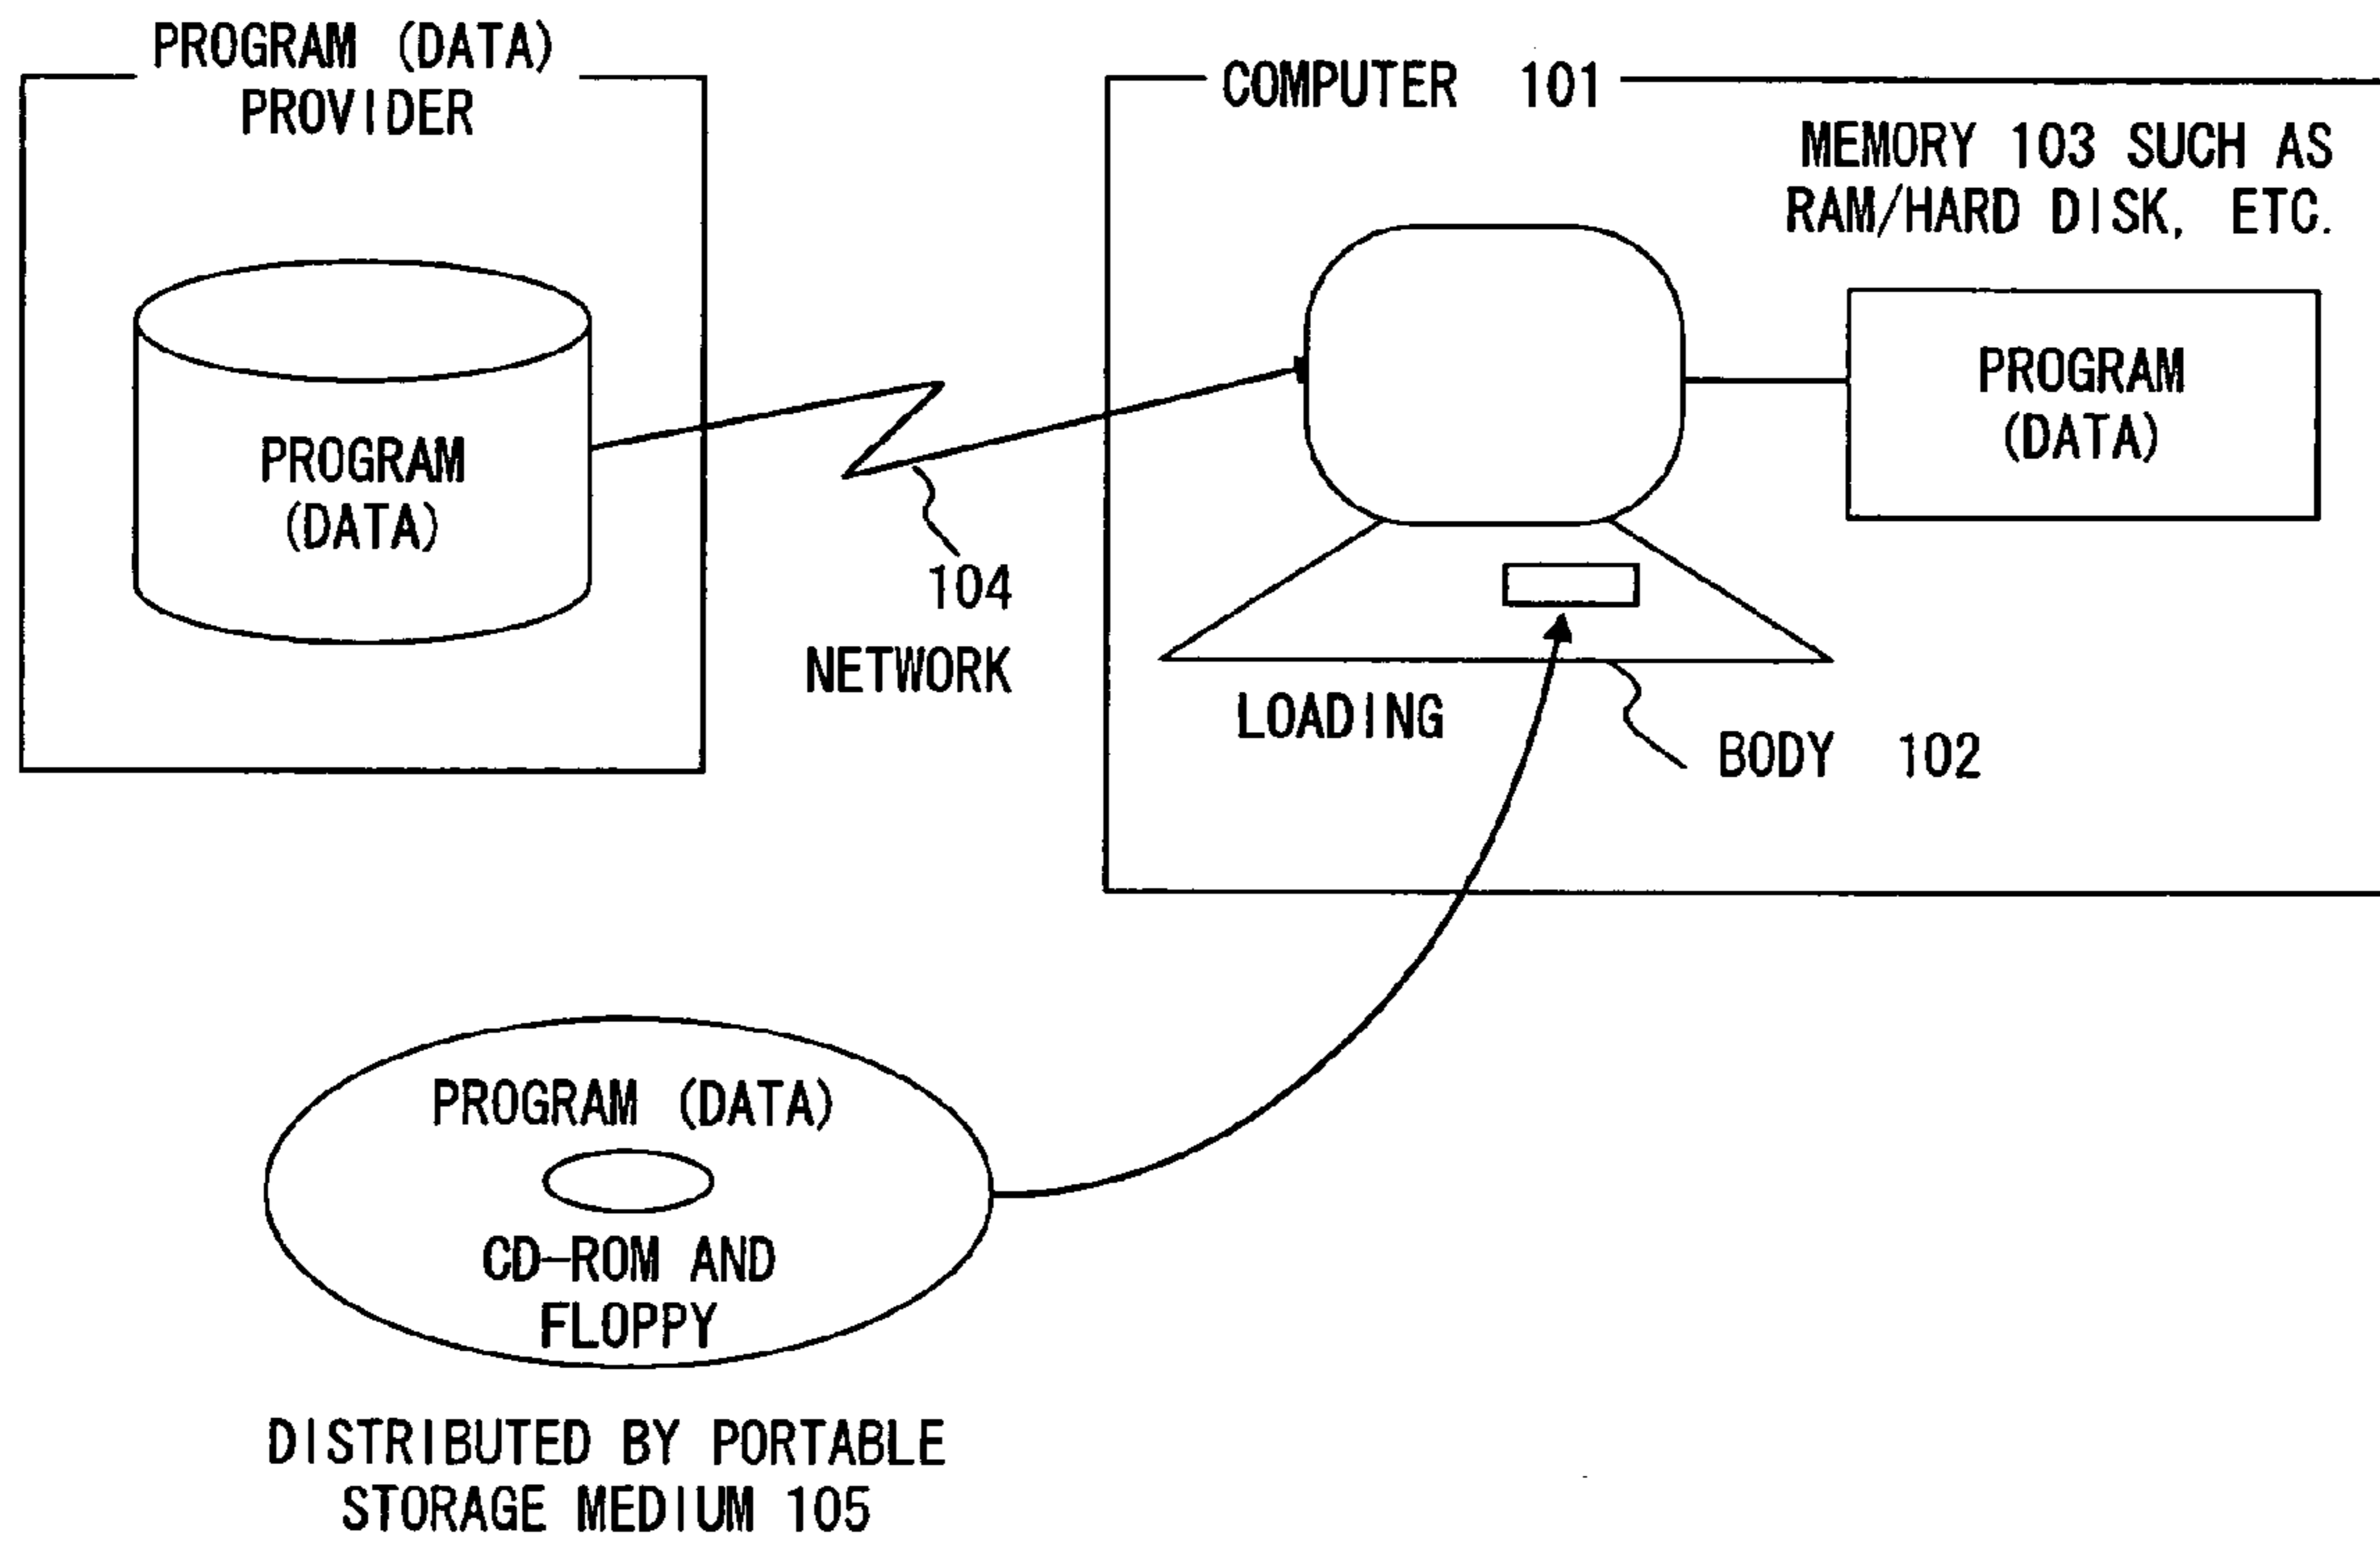 PROGRAM (DATA)
PROVIDER
PROGRAM
(DATA)
104
NETWORK
COMPUTER 101
MEMORY 103 SUCH AS
RAM/HARD DISK, ETC.
PROGRAM
(DATA)
LOADING
BODY 102
PROGRAM (DATA)
CD-ROM AND
FLOPPY
DISTRIBUTED BY PORTABLE
STORAGE MEDIUM 105